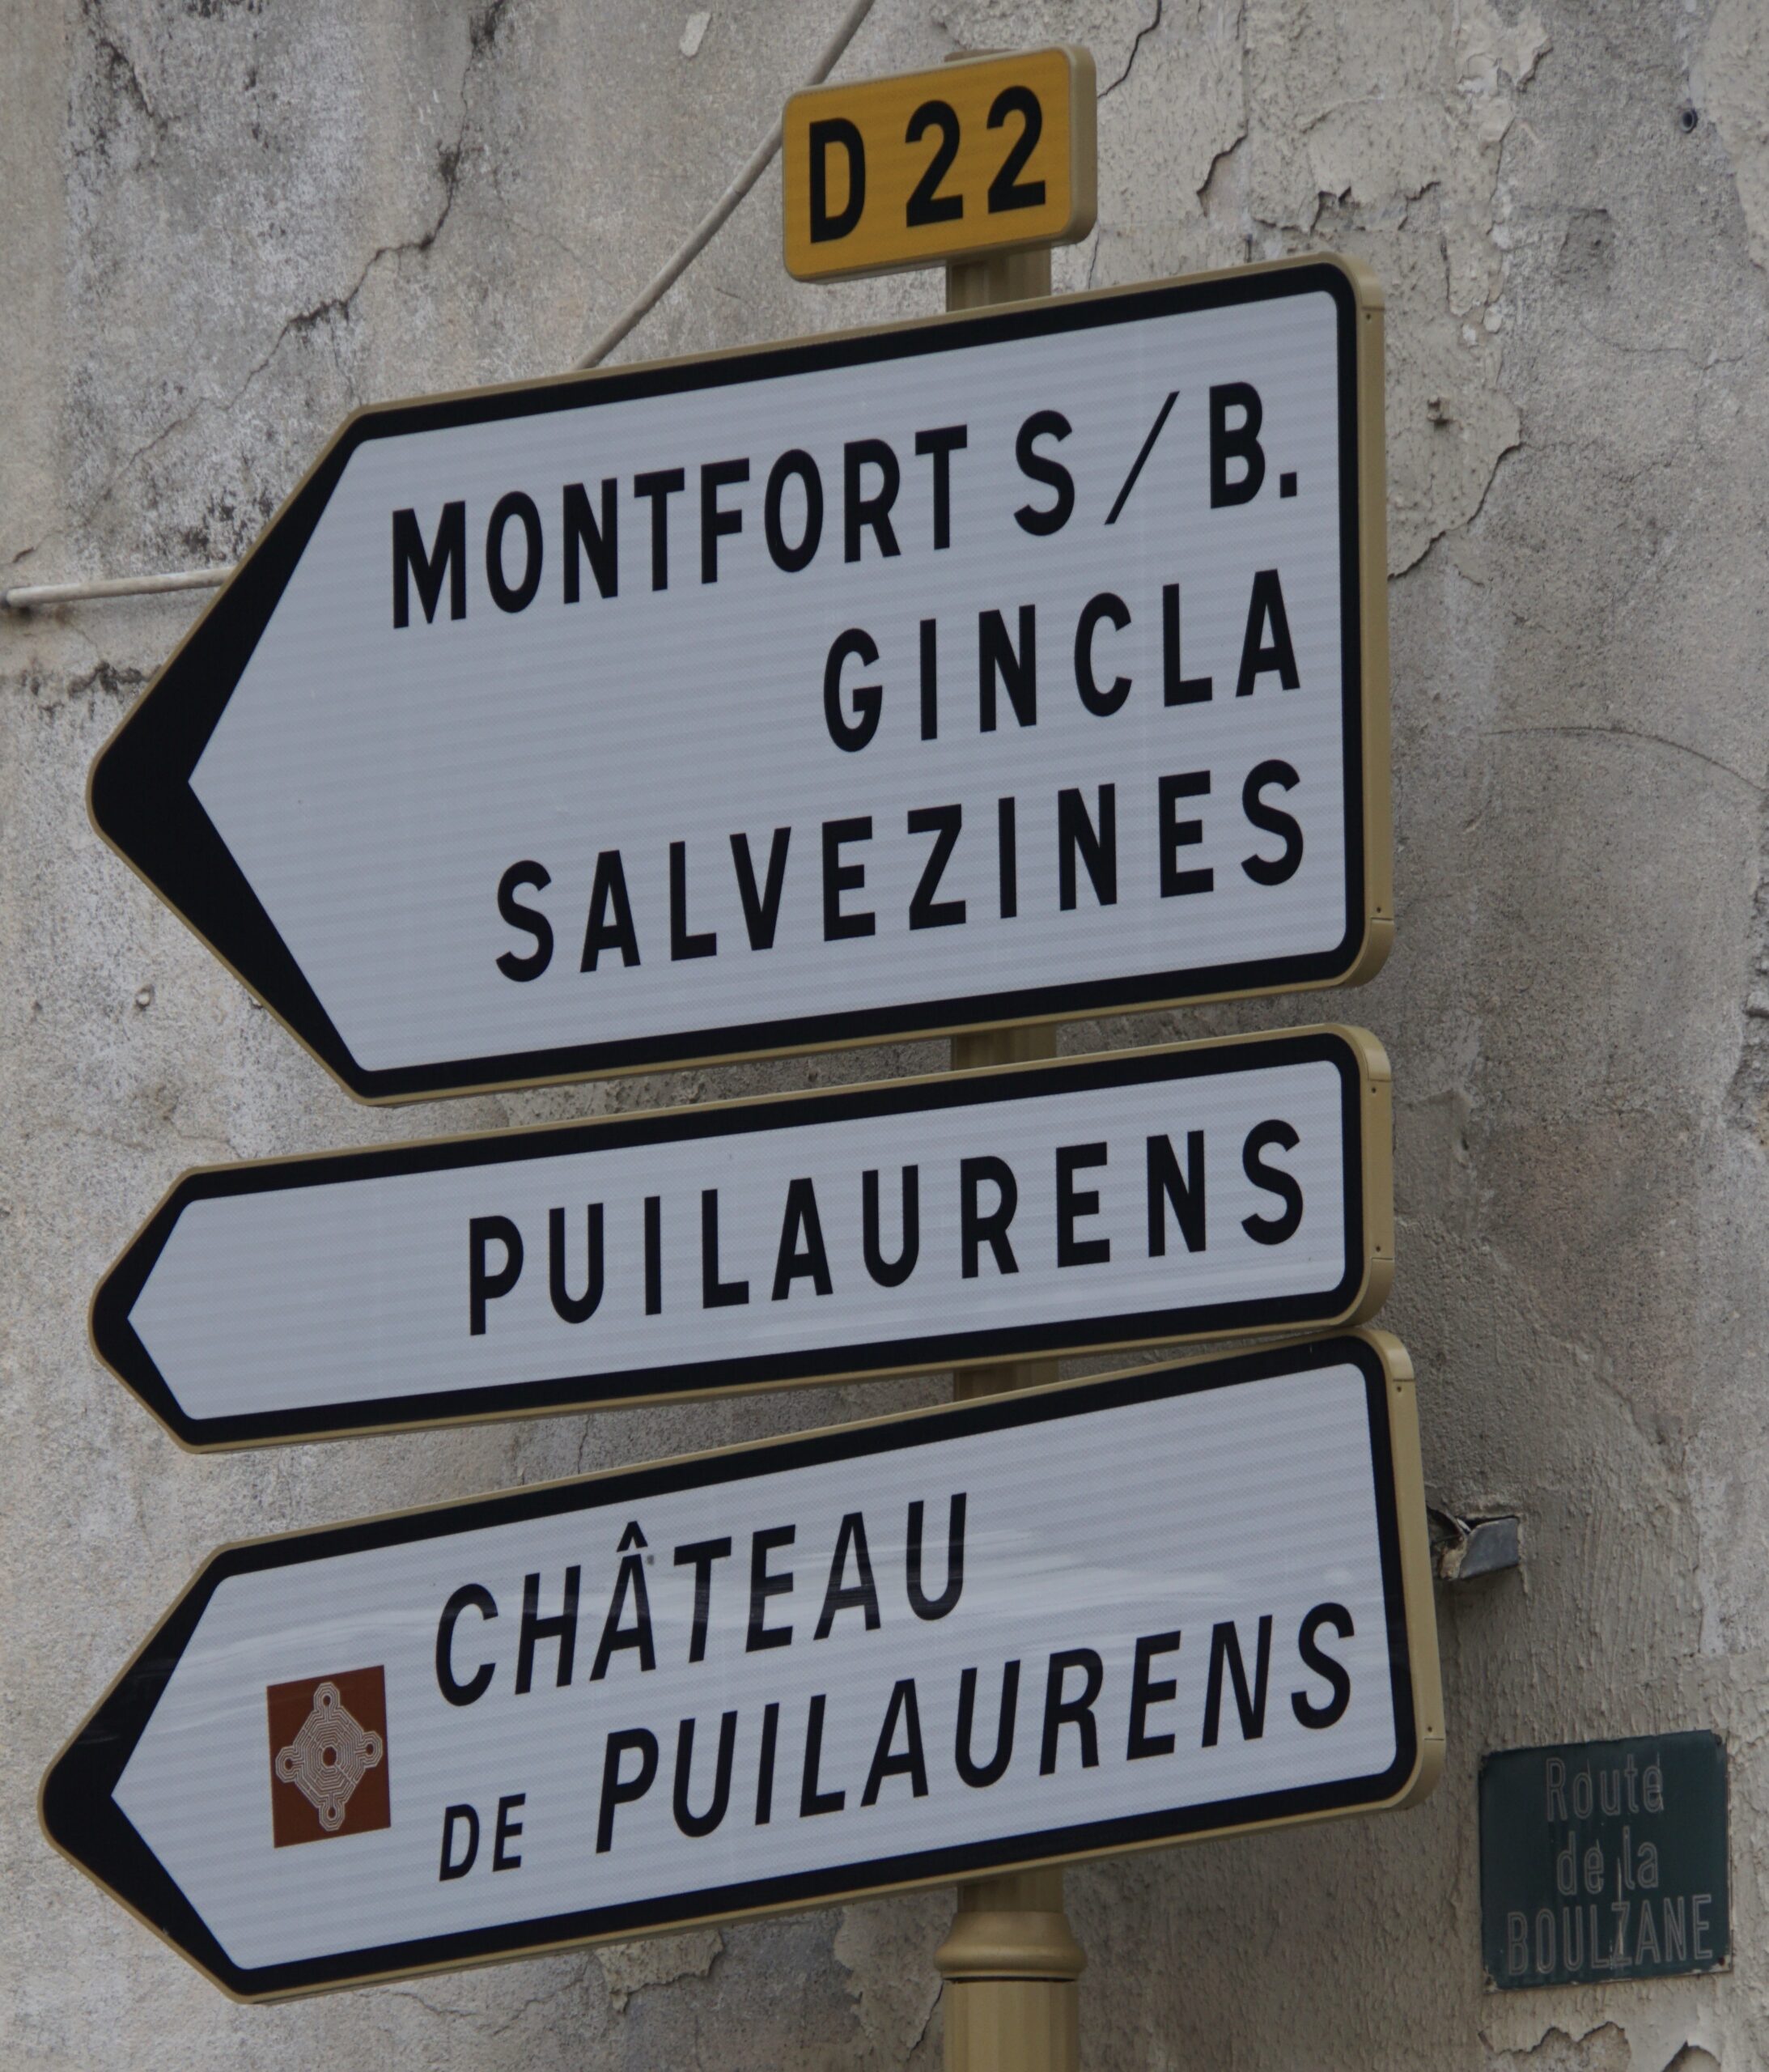 D 22
MONTFORT S/B.
GINCLA
SALVEZINES
PUILAURENS
CHÂTEAU
DE PUILAURENS
Route
de la
BOULZANE